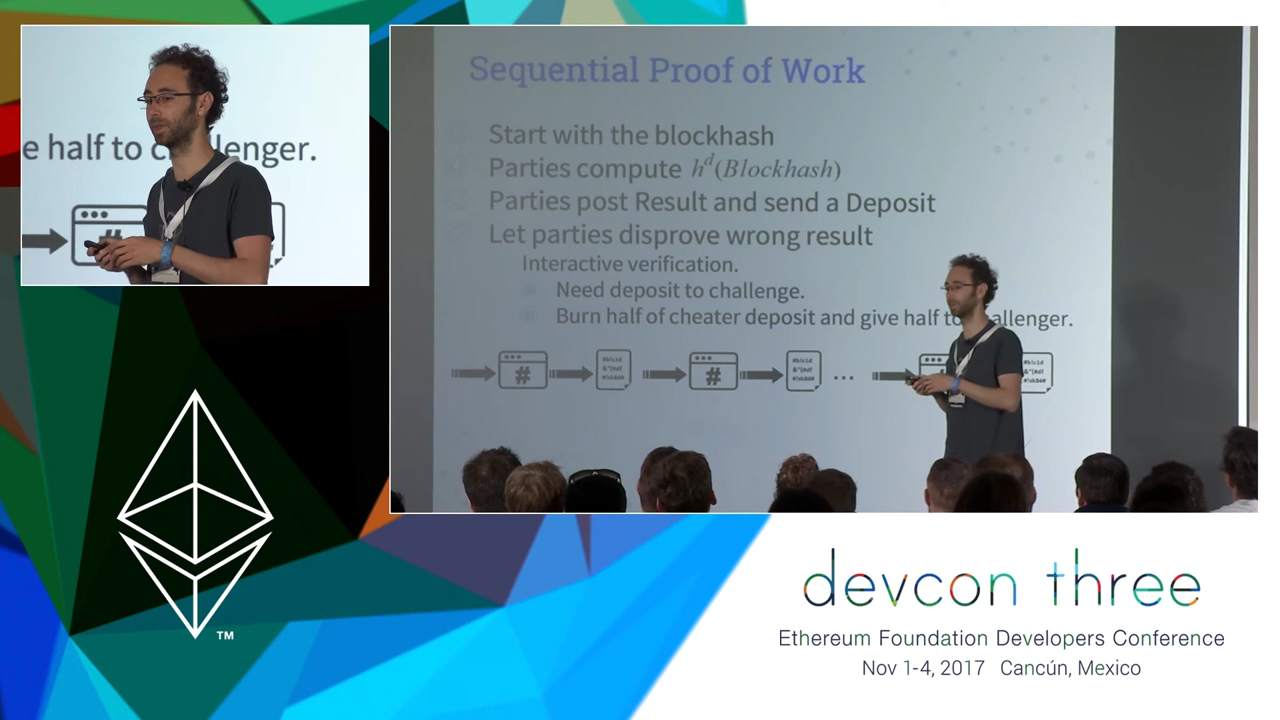 e half to c llenger.
#
Sequential Proof of Work
Start with the blockhash
Parties compute h^d(Blockhash)
Parties post Result and send a Deposit
Let parties disprove wrong result
Interactive verification.
Need deposit to challenge.
Burn half of cheater deposit and give half to allenger.
# # ...
TM
devcon three
Ethereum Foundation Developers Conference
Nov 1-4, 2017 Cancún, Mexico